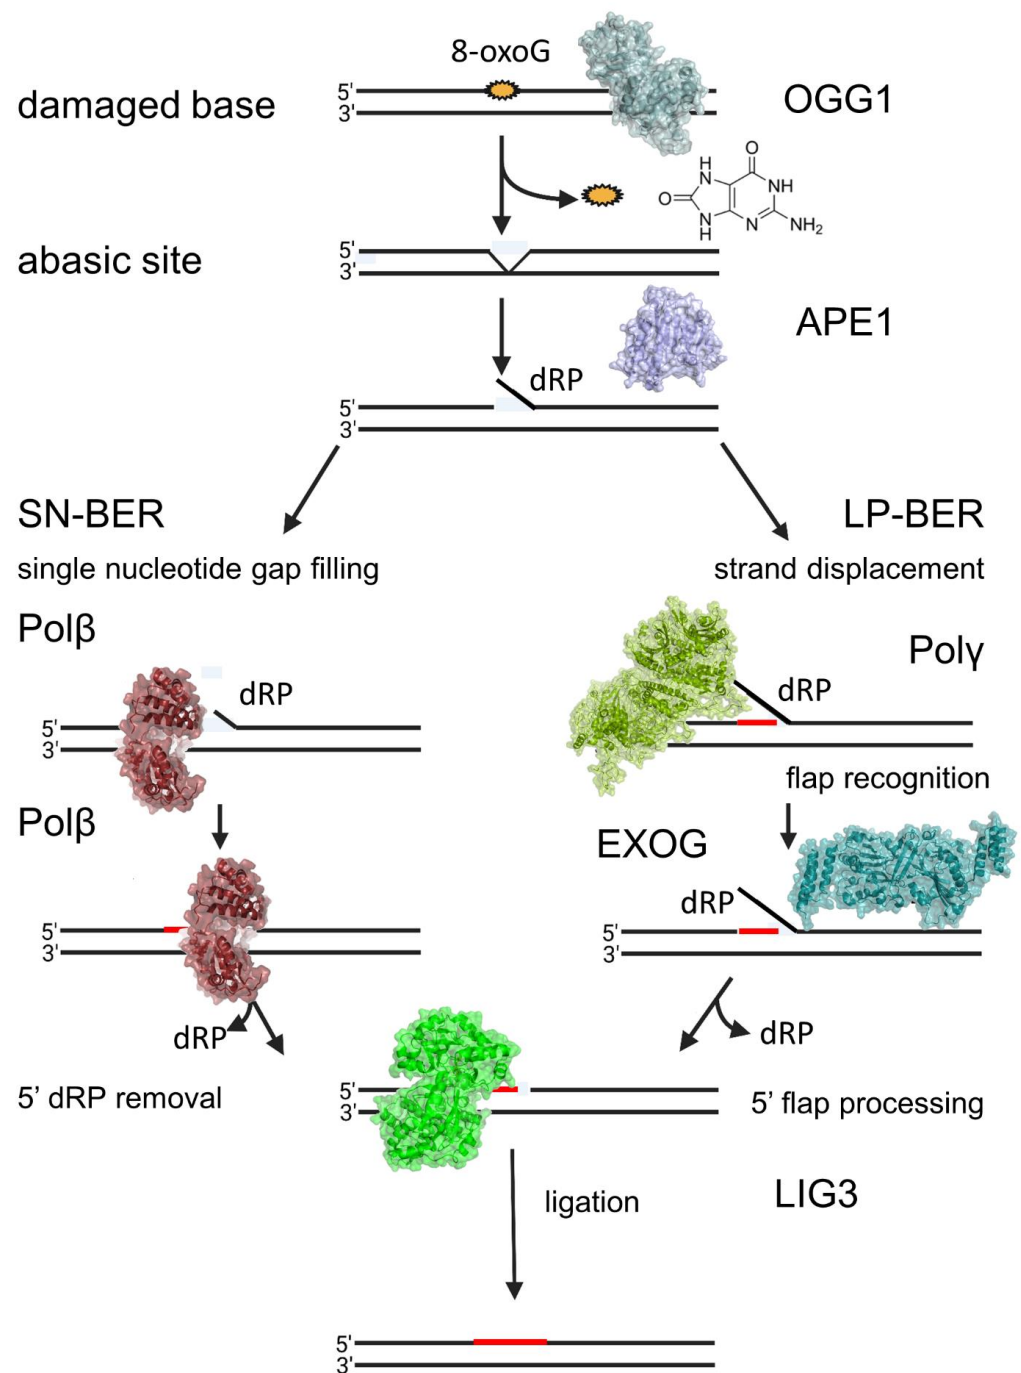 8-oxoG
damaged base
5'
3'
OGG1
O
H
N
O
N
H
N
NH
NH₂
abasic site
5'
3'
APE1
dRP
5'
3'
SN-BER
LP-BER
single nucleotide gap filling
strand displacement
Polβ
Polγ
dRP
dRP
5'
3'
flap recognition
Polβ
EXOG
dRP
5'
3'
5'
3'
dRP
dRP
5’ dRP removal
5'
3'
5’ flap processing
LIG3
ligation
5'
3'